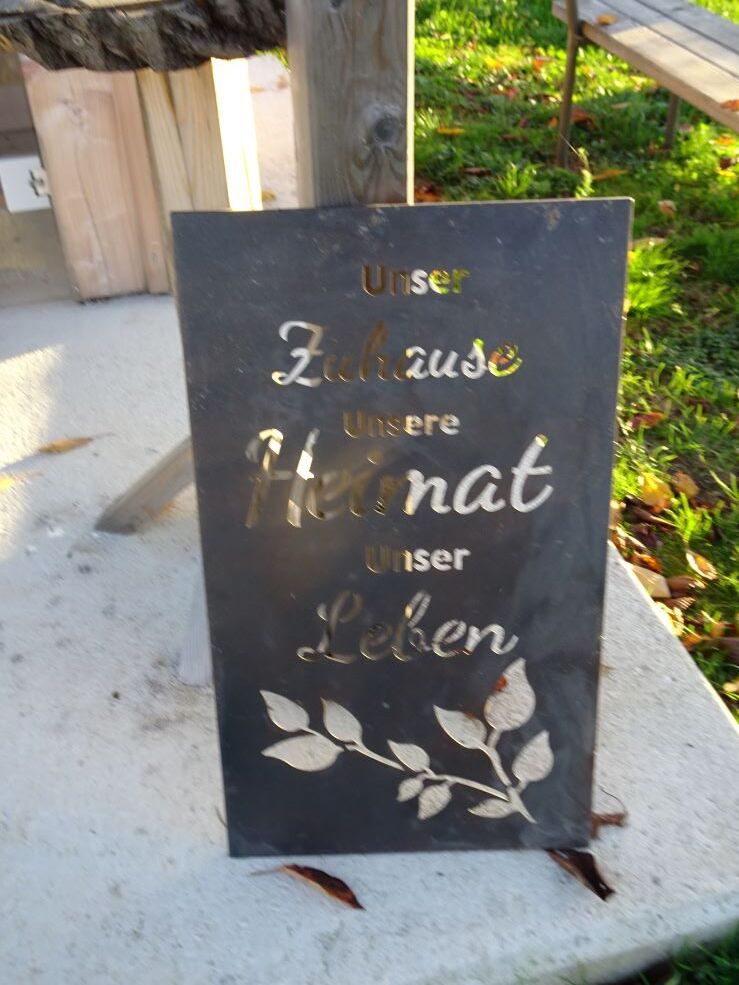 Unser
Zuhause
Unsere
Heimat
Unser
Leben